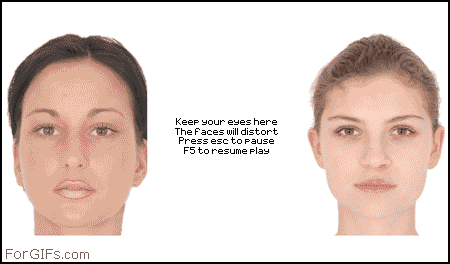 Keep your eyes here
The faces will distort
Press esc to pause
F5 to resume play
ForGIFs.com